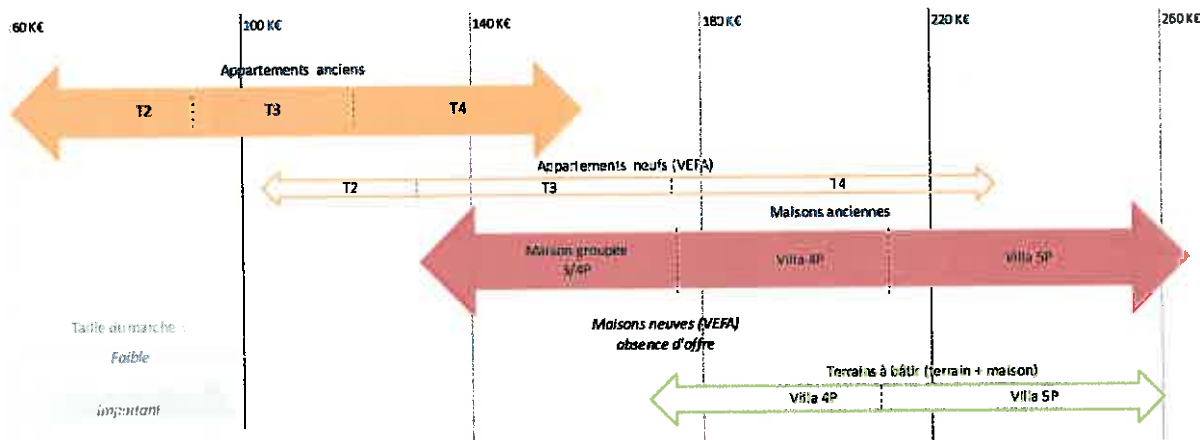 60 K€ 100 K€ 140 K€ 180 K€ 220 K€ 260 K€
Appartements anciens
T2 T3 T4
Appartements neufs (VEFA)
T2 T3 T4
Maisons anciennes
Maison groupée
3/4P
Villa 4P Villa 5P
Taille du marche :
Maisons neuves (VEFA)
absence d'offre
Faible
Terrains à bâtir (terrain + maison)
Villa 4P Villa 5P
important